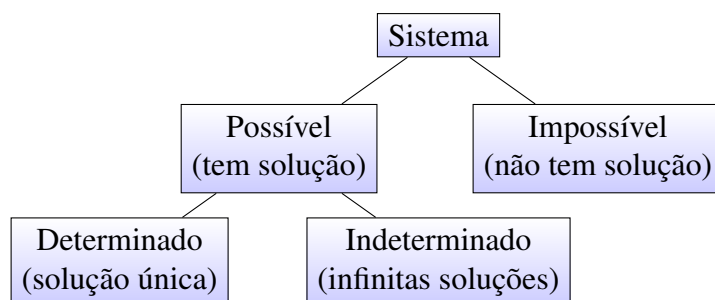 Sistema
Possível
(tem solução)
Impossível
(não tem solução)
Determinado
(solução única)
Indeterminado
(infinitas soluções)